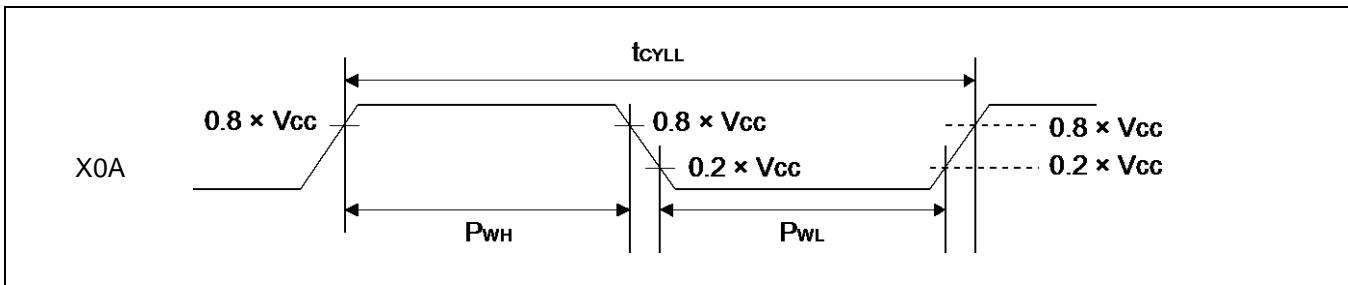 tCYLL
0.8 × Vcc
0.8 × Vcc
0.8 × Vcc
X0A
0.2 × Vcc
0.2 × Vcc
PWH
PWL